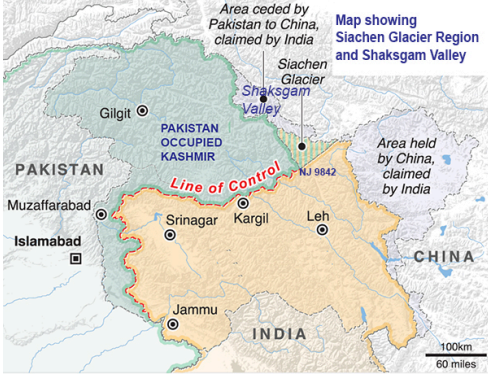 Area ceded by
Pakistan to China,
claimed by India
Map showing
Siachen Glacier Region
and Shaksgam Valley
Siachen
Glacier
Shaksgam
Valley
Gilgit
PAKISTAN
OCCUPIED
KASHMIR
Area held
by China,
claimed
by India
PAKISTAN
Line of Control
NJ 9842
Muzaffarabad
Srinagar
Kargil
Leh
Islamabad
CHINA
Jammu
INDIA
100km
60 miles